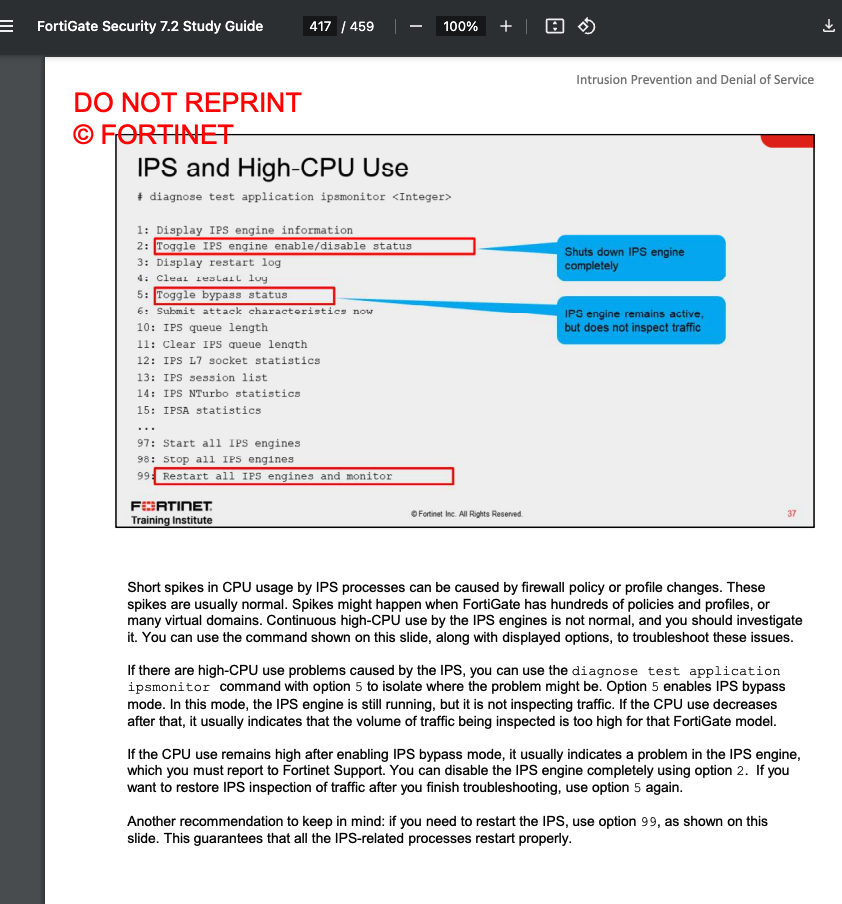 FortiGate Security 7.2 Study Guide
417 / 459
100%
Intrusion Prevention and Denial of Service
DO NOT REPRINT
© FORTINET
IPS and High-CPU Use
# diagnose test application ipsmonitor <Integer>
1: Display IPS engine information
2: Toggle IPS engine enable/disable status
3: Display restart log
4: Clear restart log
5: Toggle bypass status
6: Submit attack characteristics now
10: IPS queue length
11: Clear IPS queue length
12: IPS L7 socket statistics
13: IPS session list
14: IPS NTurbo statistics
15: IPSA statistics
...
97: Start all IPS engines
98: Stop all IPS engines
99: Restart all IPS engines and monitor
Shuts down IPS engine
completely
IPS engine remains active,
but does not inspect traffic
FORTINET
Training Institute
© Fortinet Inc. All Rights Reserved.
37
Short spikes in CPU usage by IPS processes can be caused by firewall policy or profile changes. These
spikes are usually normal. Spikes might happen when FortiGate has hundreds of policies and profiles, or
many virtual domains. Continuous high-CPU use by the IPS engines is not normal, and you should investigate
it. You can use the command shown on this slide, along with displayed options, to troubleshoot these issues.
If there are high-CPU use problems caused by the IPS, you can use the diagnose test application
ipsmonitor command with option 5 to isolate where the problem might be. Option 5 enables IPS bypass
mode. In this mode, the IPS engine is still running, but it is not inspecting traffic. If the CPU use decreases
after that, it usually indicates that the volume of traffic being inspected is too high for that FortiGate model.
If the CPU use remains high after enabling IPS bypass mode, it usually indicates a problem in the IPS engine,
which you must report to Fortinet Support. You can disable the IPS engine completely using option 2. If you
want to restore IPS inspection of traffic after you finish troubleshooting, use option 5 again.
Another recommendation to keep in mind: if you need to restart the IPS, use option 99, as shown on this
slide. This guarantees that all the IPS-related processes restart properly.